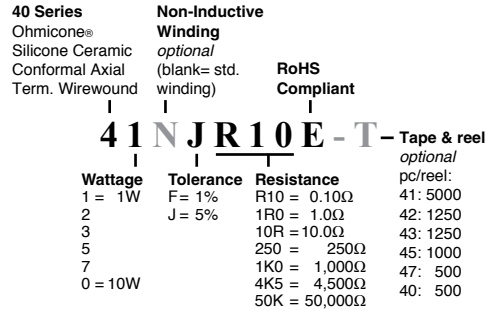 40 Series
Ohmicone®
Silicone Ceramic
Conformal Axial
Term. Wirewound
Non-Inductive
Winding
optional
(blank= std.
winding)
RoHS
Compliant
41NJR10E-T
Tape & reel
optional
pc/reel:
41: 5000
42: 1250
43: 1250
45: 1000
47: 500
40: 500
Wattage
1 = 1W
2
3
5
7
0 = 10W
Tolerance
F= 1%
J= 5%
Resistance
R10 = 0.10Ω
1R0 = 1.0Ω
10R =10.0Ω
250 = 250Ω
1K0 = 1,000Ω
4K5 = 4,500Ω
50K = 50,000Ω